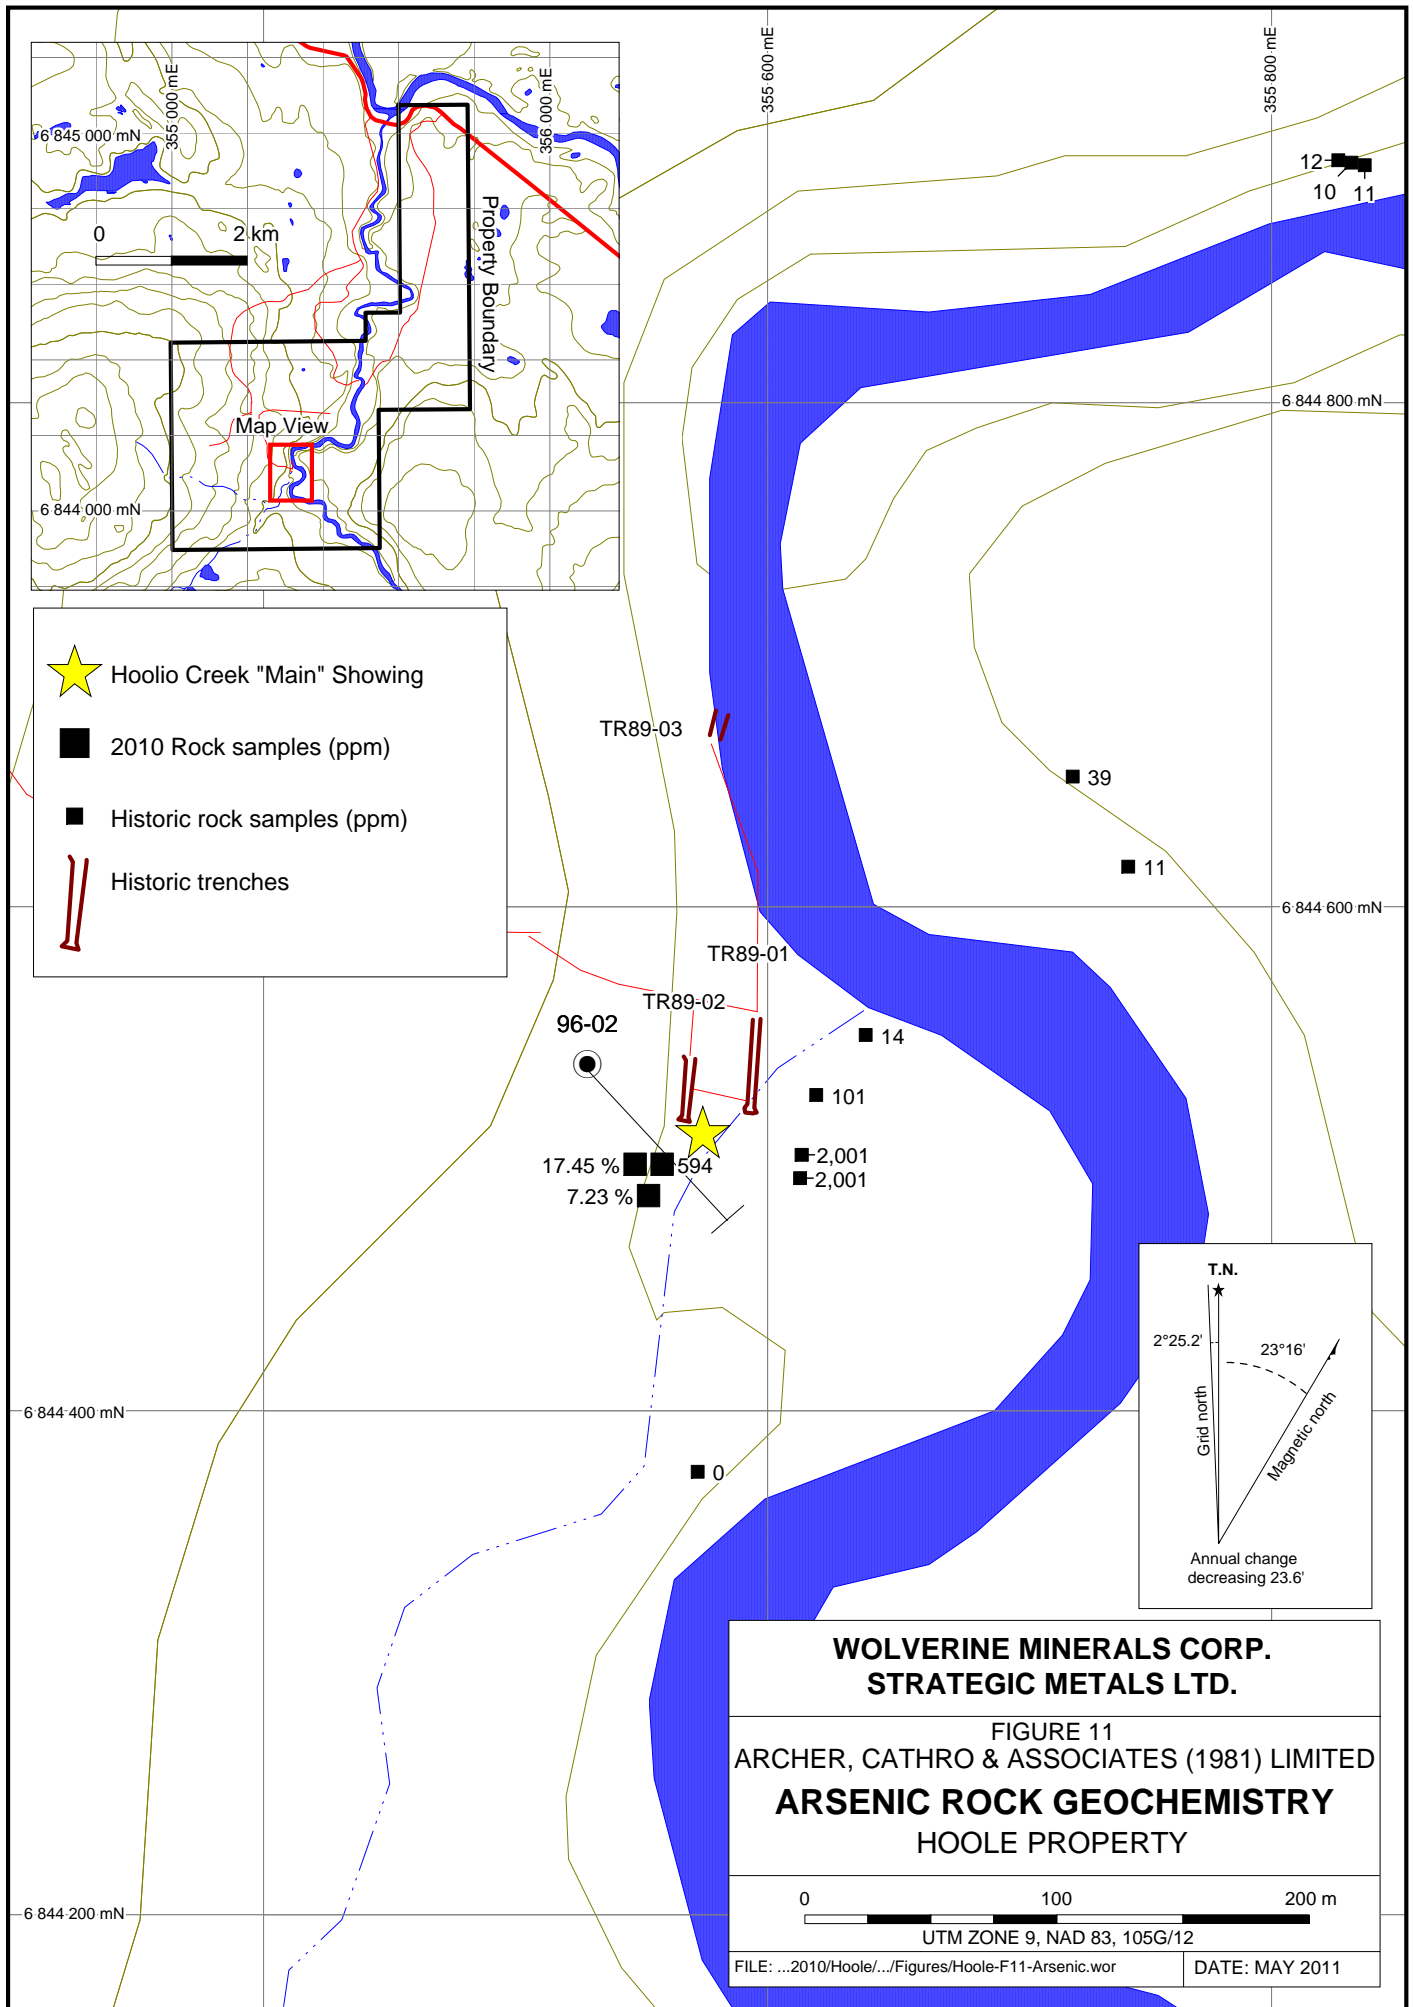 355 600 mE
355 800 mE
6 845 000 mN
355 000 mE
356 000 mE
0
2 km
Property Boundary
Map View
6 844 000 mN
12
10
11
6 844 800 mN
Hoolio Creek "Main" Showing
2010 Rock samples (ppm)
Historic rock samples (ppm)
Historic trenches
TR89-03
39
11
6 844 600 mN
TR89-01
TR89-02
96-02
14
101
2,001
2,001
17.45 %
594
7.23 %
T.N.
2°25.2'
23°16'
Grid north
Magnetic north
Annual change
decreasing 23.6'
6 844 400 mN
0
WOLVERINE MINERALS CORP.
STRATEGIC METALS LTD.
FIGURE 11
ARCHER, CATHRO & ASSOCIATES (1981) LIMITED
ARSENIC ROCK GEOCHEMISTRY
HOOLE PROPERTY
0
100
200 m
UTM ZONE 9, NAD 83, 105G/12
FILE: ...2010/Hoole/.../Figures/Hoole-F11-Arsenic.wor
DATE: MAY 2011
6 844 200 mN